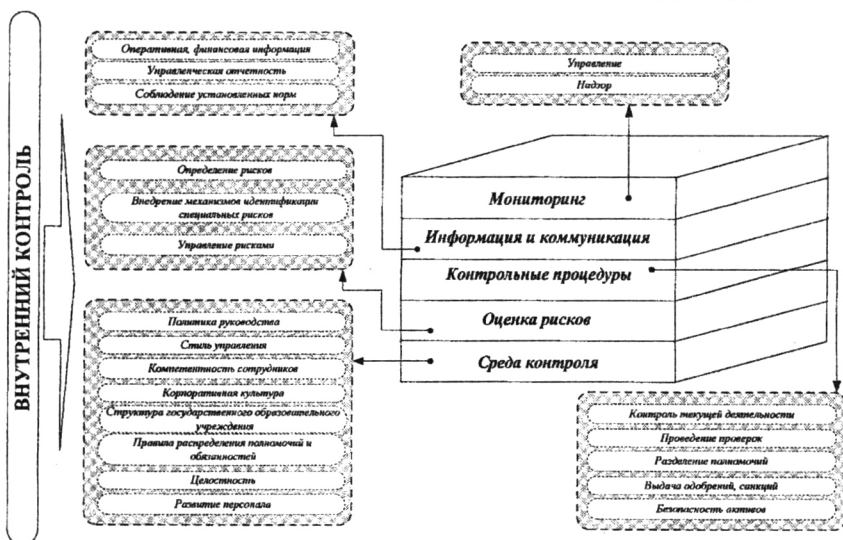 ВНУТРЕННИЙ КОНТРОЛЬ
Оперативная, финансовая информация
Управленческая отчетность
Соблюдение установленных норм
Управление
Надзор
Определение рисков
Внедрение механизмов идентификации
специальных рисков
Управление рисками
Мониторинг
Информация и коммуникация
Контрольные процедуры
Оценка рисков
Среда контроля
Политика руководства
Стиль управления
Компетентность сотрудников
Корпоративная культура
Структура государственного образовательного
учреждения
Правила распределения полномочий и
обязанностей
Целостность
Развитие персонала
Контроль текущей деятельности
Проведение проверок
Разделение полномочий
Выдача одобрений, санкций
Безопасность активов